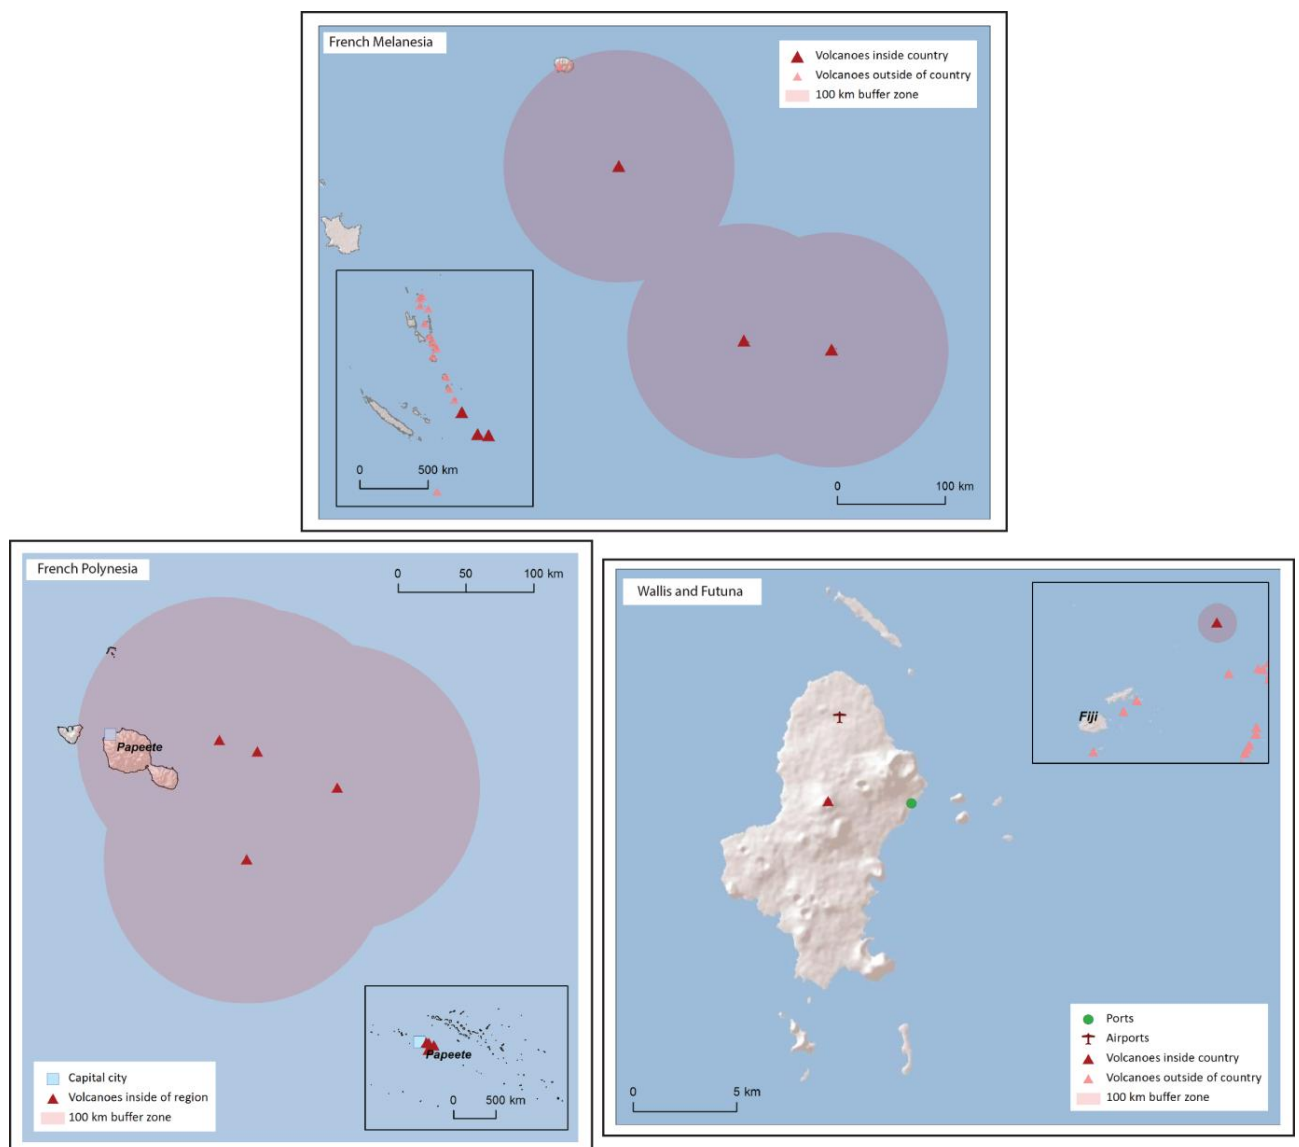 French Melanesia
Volcanoes inside country
Volcanoes outside of country
100 km buffer zone
0 500 km
0 100 km
French Polynesia
0 50 100 km
Papeete
Papeete
0 500 km
Capital city
Volcanoes inside of region
100 km buffer zone
Wallis and Futuna
Fiji
Ports
Airports
Volcanoes inside country
Volcanoes outside of country
100 km buffer zone
0 5 km